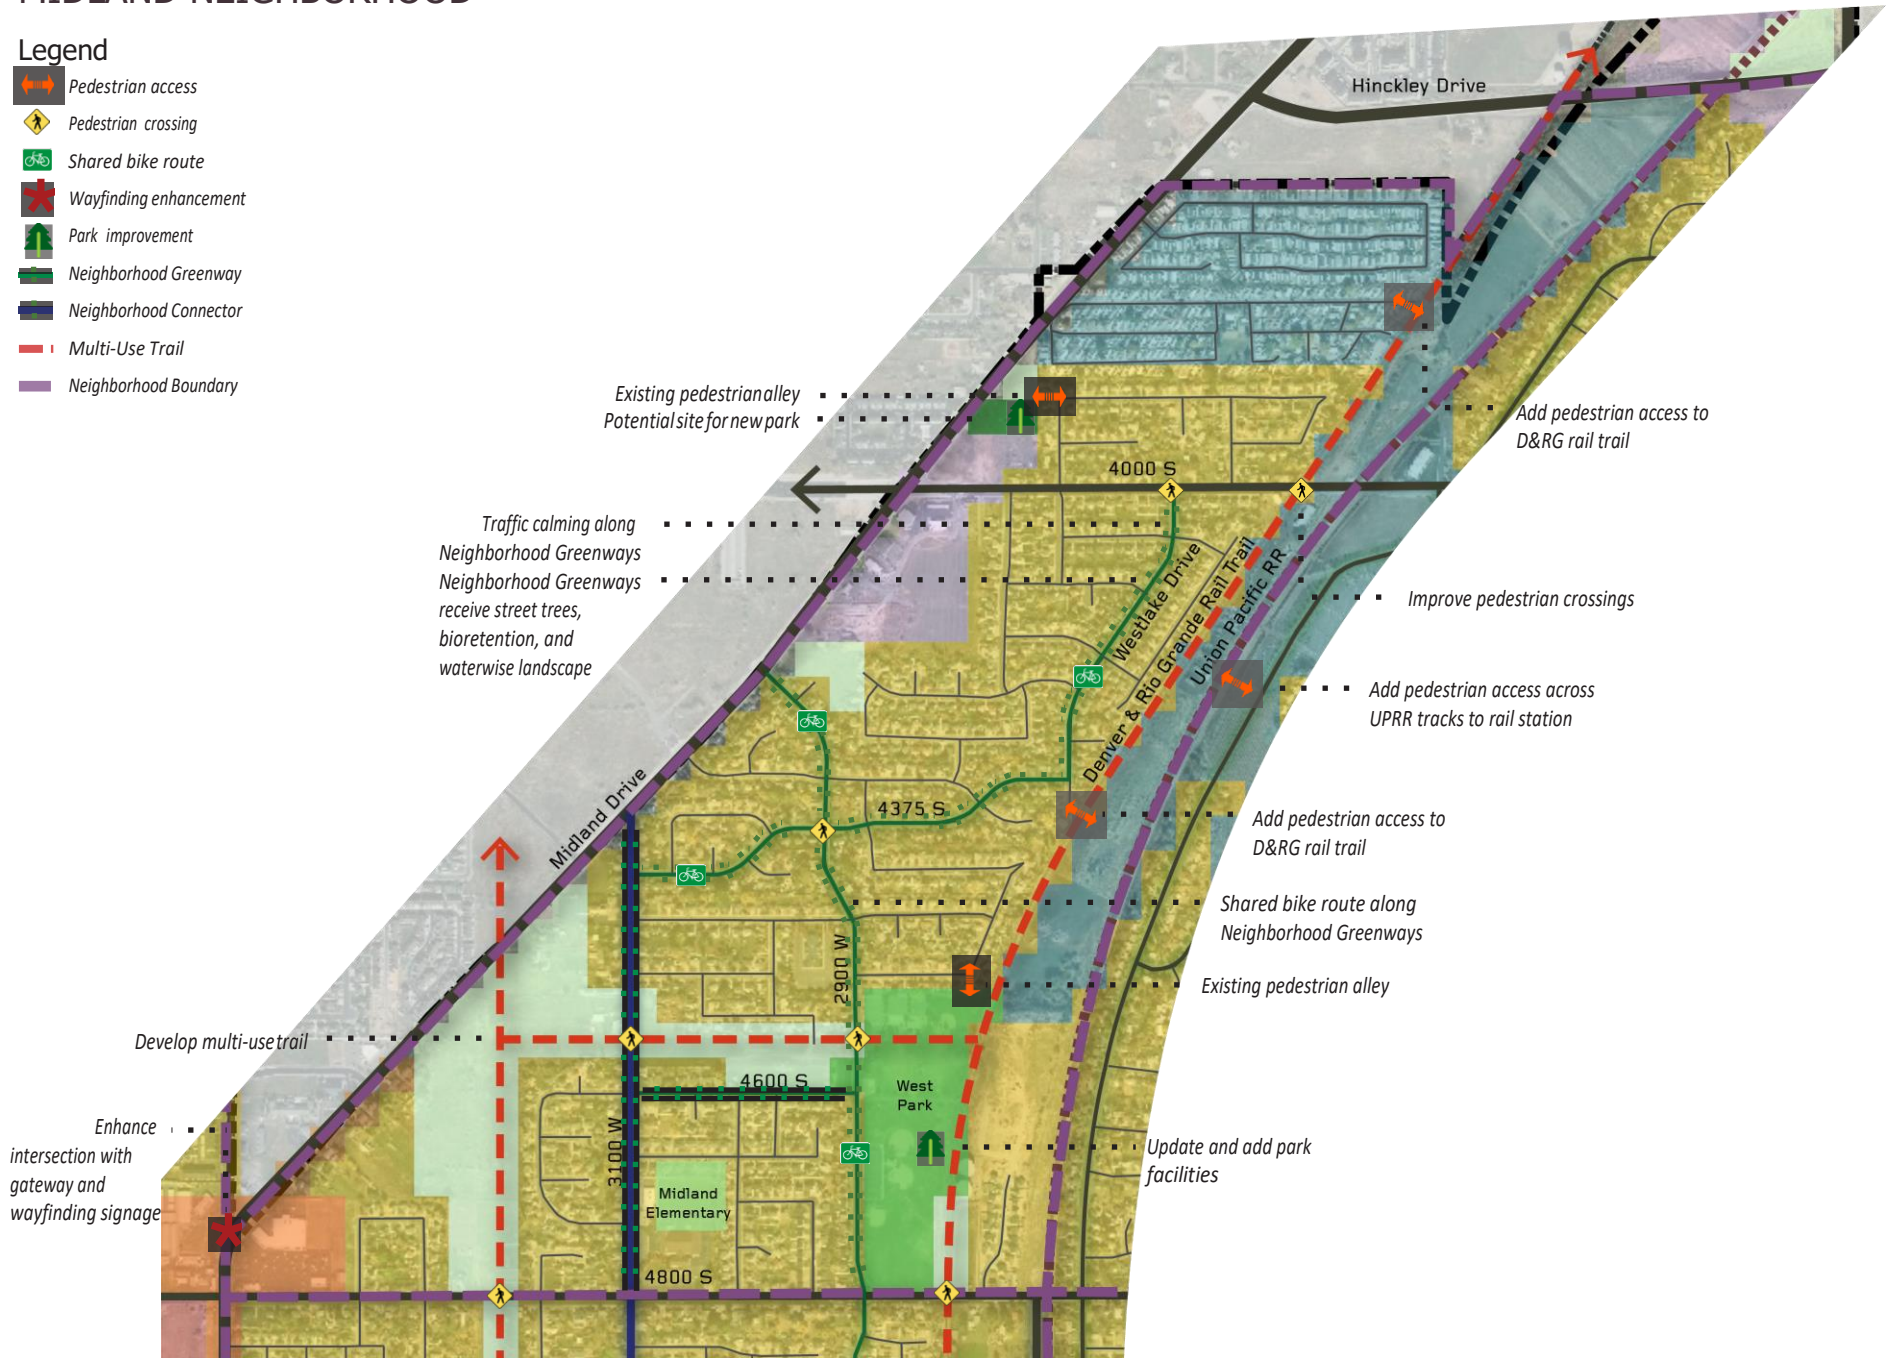 MIDLAND NEIGHBORHOOD
Legend
Pedestrian access
Pedestrian crossing
Shared bike route
Wayfinding enhancement
Park improvement
Neighborhood Greenway
Neighborhood Connector
Multi-Use Trail
Neighborhood Boundary
Hinckley Drive
Existing pedestrian alley
Potential site for new park
Add pedestrian access to
D&RG rail trail
4000 S
Traffic calming along
Neighborhood Greenways
Neighborhood Greenways
receive street trees,
bioretention, and
waterwise landscape
Westlake Drive
Denver & Rio Grande Rail Trail
Union Pacific RR
Improve pedestrian crossings
Add pedestrian access across
UPRR tracks to rail station
Midland Drive
4375 S
Add pedestrian access to
D&RG rail trail
Shared bike route along
Neighborhood Greenways
2900 W
Existing pedestrian alley
Develop multi-use trail
4600 S
West
Park
3100 W
Enhance
intersection with
gateway and
wayfinding signage
Update and add park
facilities
Midland
Elementary
4800 S